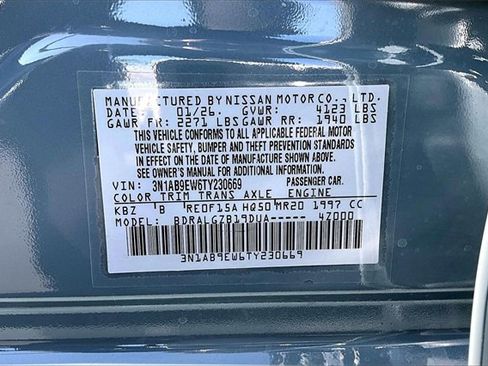 MANUFACTURED BY NISSAN MOTOR CO., LTD.
DATE: 01/26. GVWR: 4123 LBS
GAWR FR: 2271 LBS GAWR RR: 1940 LBS
THIS VEHICLE CONFORMS TO ALL APPLICABLE FEDERAL MOTOR
VEHICLE SAFETY, BUMPER AND THEFT PREVENTION STANDARDS
IN EFFECT ON THE DATE OF MANUFACTURE SHOWN ABOVE.
SEE OWNER'S MANUAL FOR ADDITIONAL INFORMATION
VIN: 3N1AB9EW6TY230669 PASSENGER CAR.
COLOR TRIM TRANS AXLE ENGINE
KBZ B RE0F15A HQ50 MR20 1997 CC
MODEL: BDRALGZB19DUA----- 4Z000
3N1AB9EW6TY230669